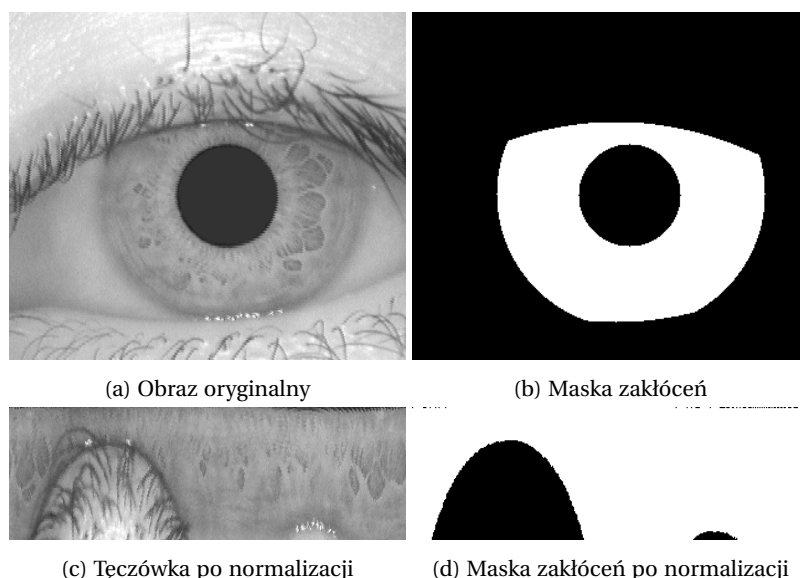 (a) Obraz oryginalny
(b) Maska zakłóceń
(c) Tęczówka po normalizacji
(d) Maska zakłóceń po normalizacji